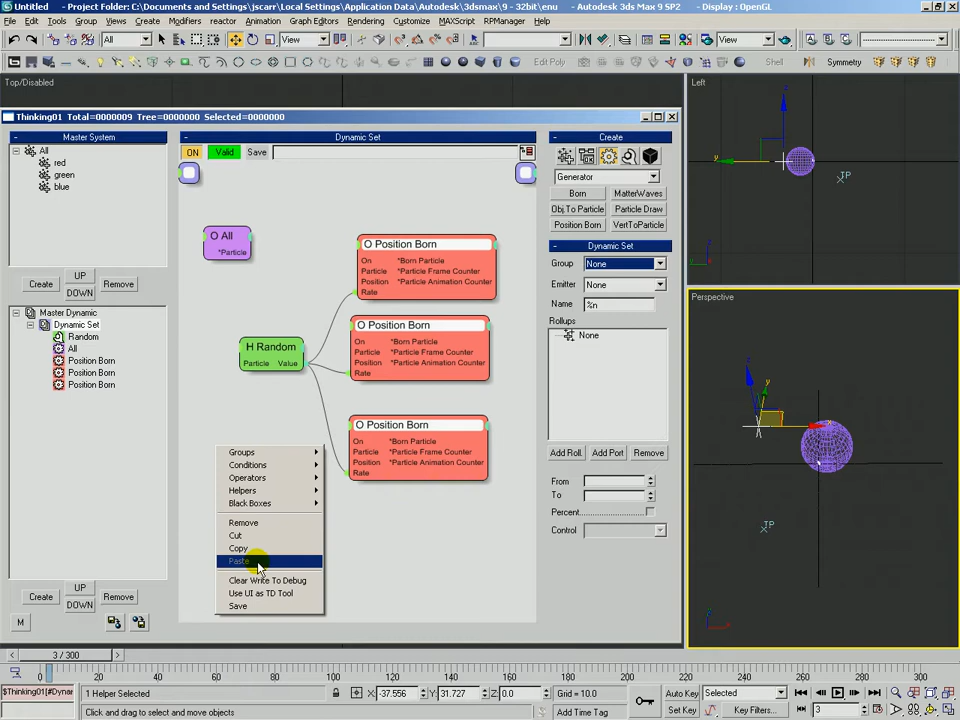 Untitled - Project Folder: C:\Documents and Settings\jscarr\Local Settings\Application Data\Autodesk\3dsmax\9 - 32bit\enu - Autodesk 3ds Max 9 SP2 - Display : OpenGL
File Edit Tools Group Views Create Modifiers reactor Animation Graph Editors Rendering Customize MAXScript RPManager Help
All View View
Edit Poly Shell Symmetry
Top/Disabled
Left
Thinking01 Total=0000009 Tree=0000000 Selected=0000000
Master System
All
red
green
blue
Create UP DOWN Remove
Master Dynamic
Dynamic Set
Random
All
Position Born
Position Born
Position Born
Create UP DOWN Remove
M
Dynamic Set
ON Valid Save
O All
*Particle
H Random
Particle Value
O Position Born
On *Born Particle
Particle *Particle Frame Counter
Position *Particle Animation Counter
Rate
O Position Born
On *Born Particle
Particle *Particle Frame Counter
Position *Particle Animation Counter
Rate
O Position Born
On *Born Particle
Particle *Particle Frame Counter
Position *Particle Animation Counter
Rate
Groups
Conditions
Operators
Helpers
Black Boxes
Remove
Cut
Copy
Paste
Clear Write To Debug
Use UI as TD Tool
Save
Create
Generator
Born MatterWaves
Obj.To Particle Particle Draw
Position Born VertToParticle
Dynamic Set
Group None
Emitter None
Name %n
Rollups
None
Add Roll. Add Port Remove
From
To
Percent
Control
y
TP
Perspective
y
x
TP
3 / 300
0 20 40 60 80 100 120 140 160 180 200 220 240 260 280 300
$Thinking01[#Dynar
1 Helper Selected X: -37.556 Y: 31.727 Z: 0.0 Grid = 10.0 Auto Key Selected
Click and drag to select and move objects Add Time Tag Set Key Key Filters... 3